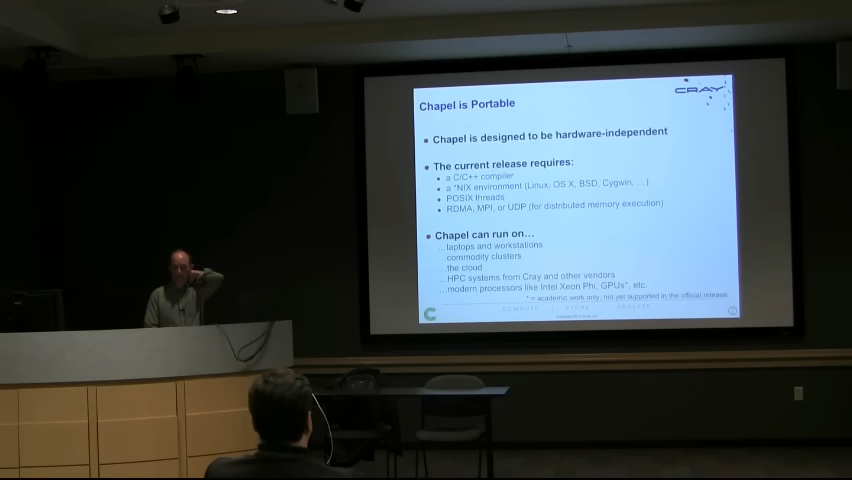 CRAY
Chapel is Portable
• Chapel is designed to be hardware-independent
• The current release requires:
• a C/C++ compiler
• a *NIX environment (Linux, OS X, BSD, Cygwin, …)
• POSIX threads
• RDMA, MPI, or UDP (for distributed memory execution)
• Chapel can run on…
…laptops and workstations
…commodity clusters
…the cloud
…HPC systems from Cray and other vendors
…modern processors like Intel Xeon Phi, GPUs*, etc.
* = academic work only; not yet supported in the official release
COMPUTE | STORE | ANALYZE